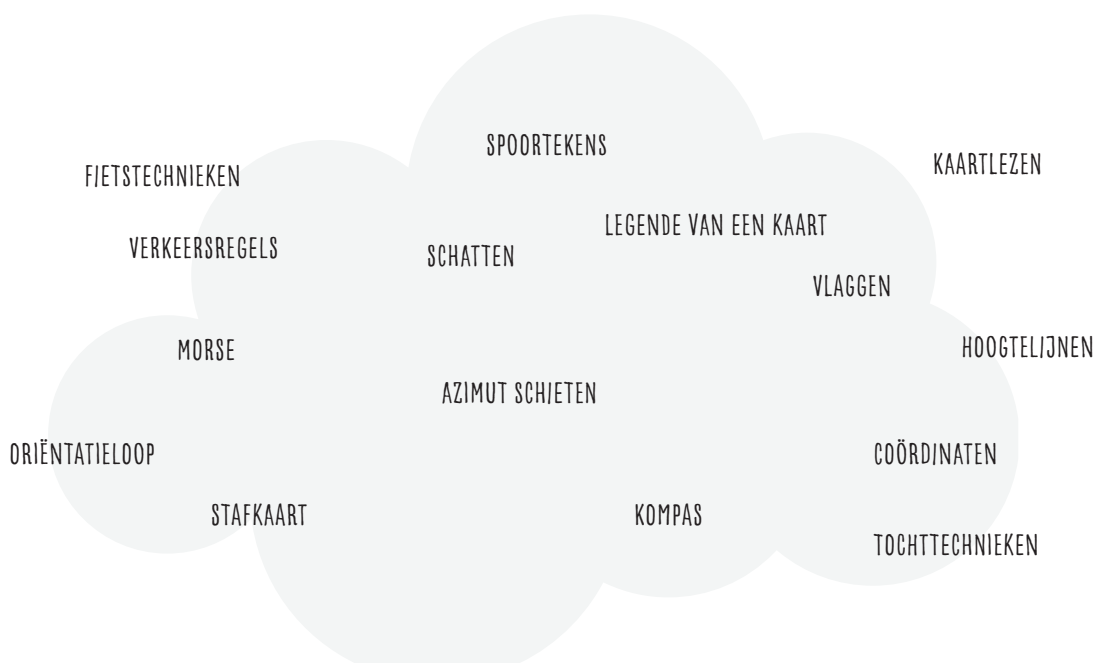 SPOORTEKENS
KAARTLEZEN
FIETSTECHNIEKEN
LEGENDE VAN EEN KAART
VERKEERSREGELS
SCHATTEN
VLAGGEN
HOOGTELIJNEN
MORSE
AZIMUT SCHIETEN
ORIËNTATIELOOP
COÖRDINATEN
STAFKAART
KOMPAS
TOCHTTECHNIEKEN